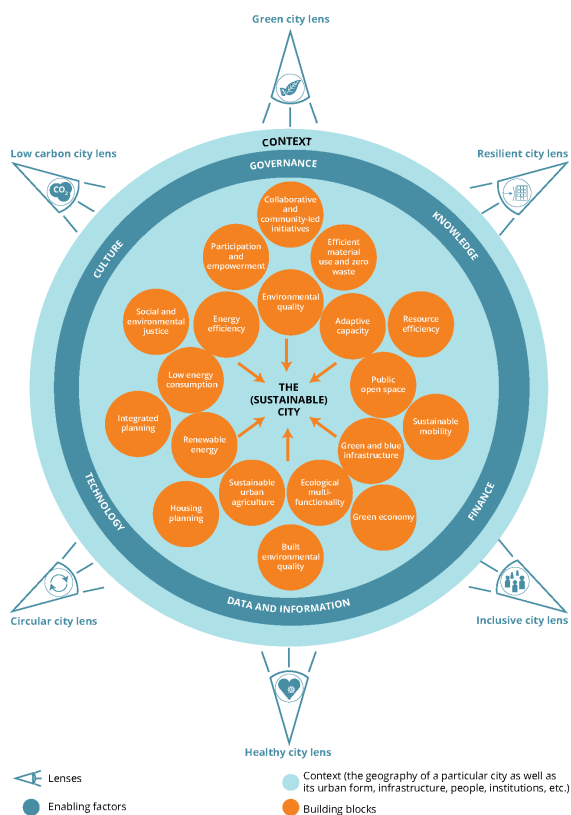 Green city lens
Low carbon city lens
Resilient city lens
CO2
CONTEXT
GOVERNANCE
CULTURE
KNOWLEDGE
Collaborative
and
community-led
initiatives
Participation
and
empowerment
Efficient
material
use and zero
waste
Environmental
quality
Social and
environmental
justice
Energy
efficiency
Adaptive
capacity
Resource
efficiency
Low energy
consumption
Public
open space
THE
(SUSTAINABLE)
CITY
Integrated
planning
Sustainable
mobility
Renewable
energy
Green and blue
infrastructure
Sustainable
urban
agriculture
Ecological
multi-
functionality
Housing
planning
Green economy
Built
environmental
quality
TECHNOLOGY
FINANCE
DATA AND INFORMATION
Circular city lens
Inclusive city lens
Healthy city lens
Lenses
Enabling factors
Context (the geography of a particular city as well as
its urban form, infrastructure, people, institutions, etc.)
Building blocks